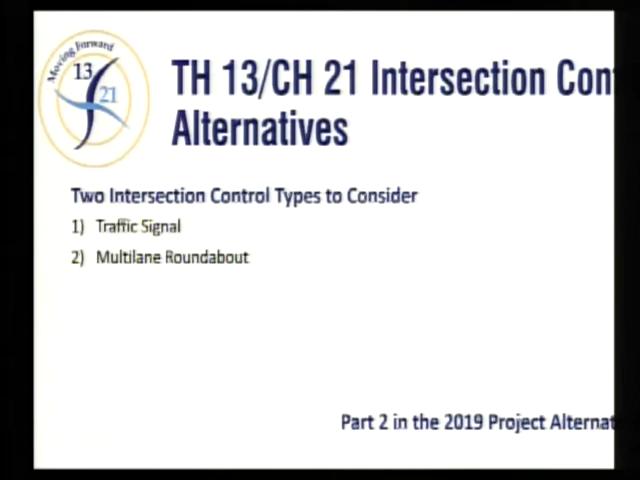 Moving Forward
13
21
TH 13/CH 21 Intersection Con
Alternatives
Two Intersection Control Types to Consider
1) Traffic Signal
2) Multilane Roundabout
Part 2 in the 2019 Project Alternat